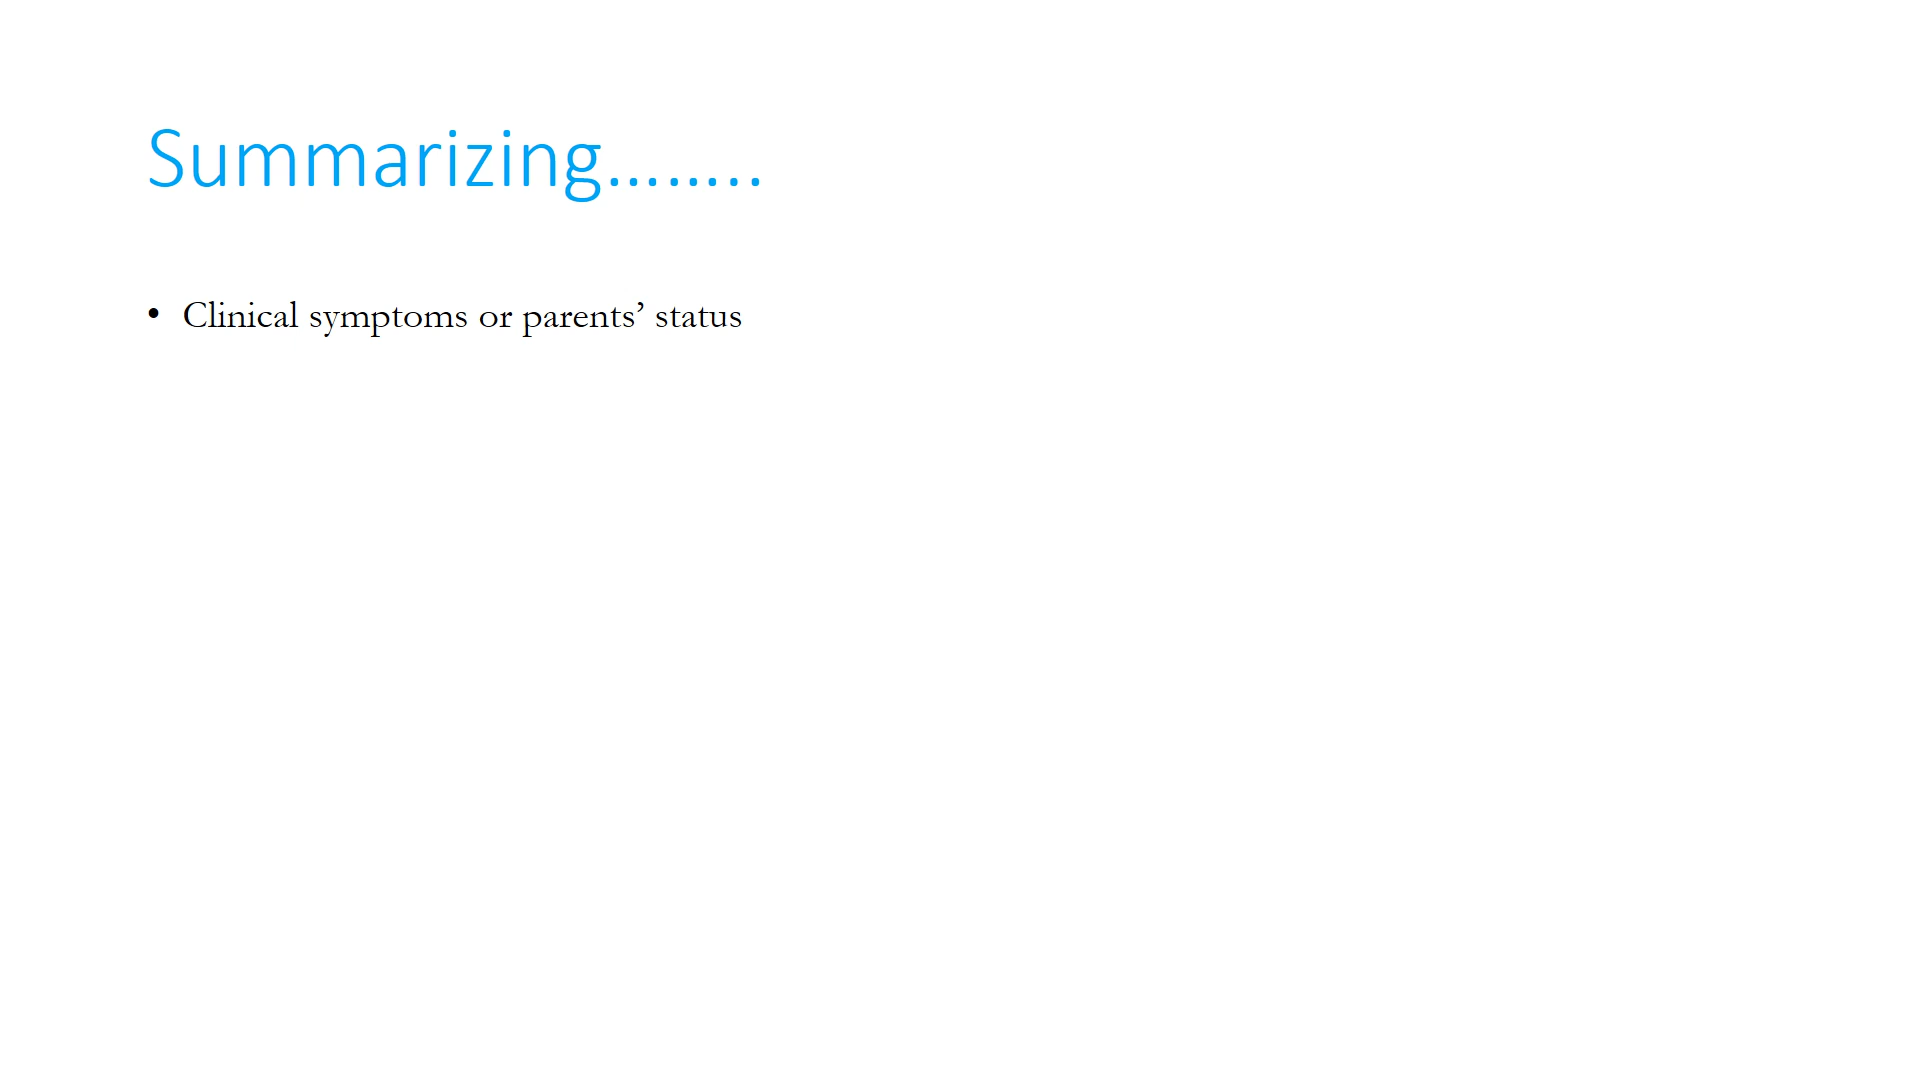 Summarizing……..
• Clinical symptoms or parents’ status